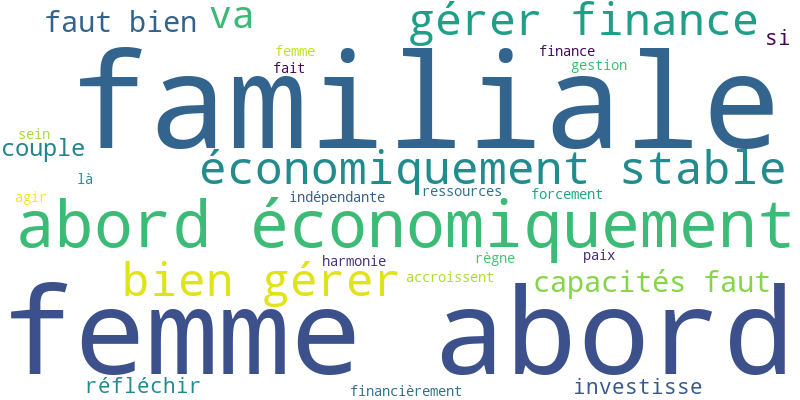 faut bien va gérer finance
si
femme finance
fait gestion
familiale
sein
couple économiquement stable
là
agir indépendante ressources forcement
abord économiquement
harmonie règne paix
bien gérer accroissent capacités faut
femme abord
réfléchir financièrement investisse